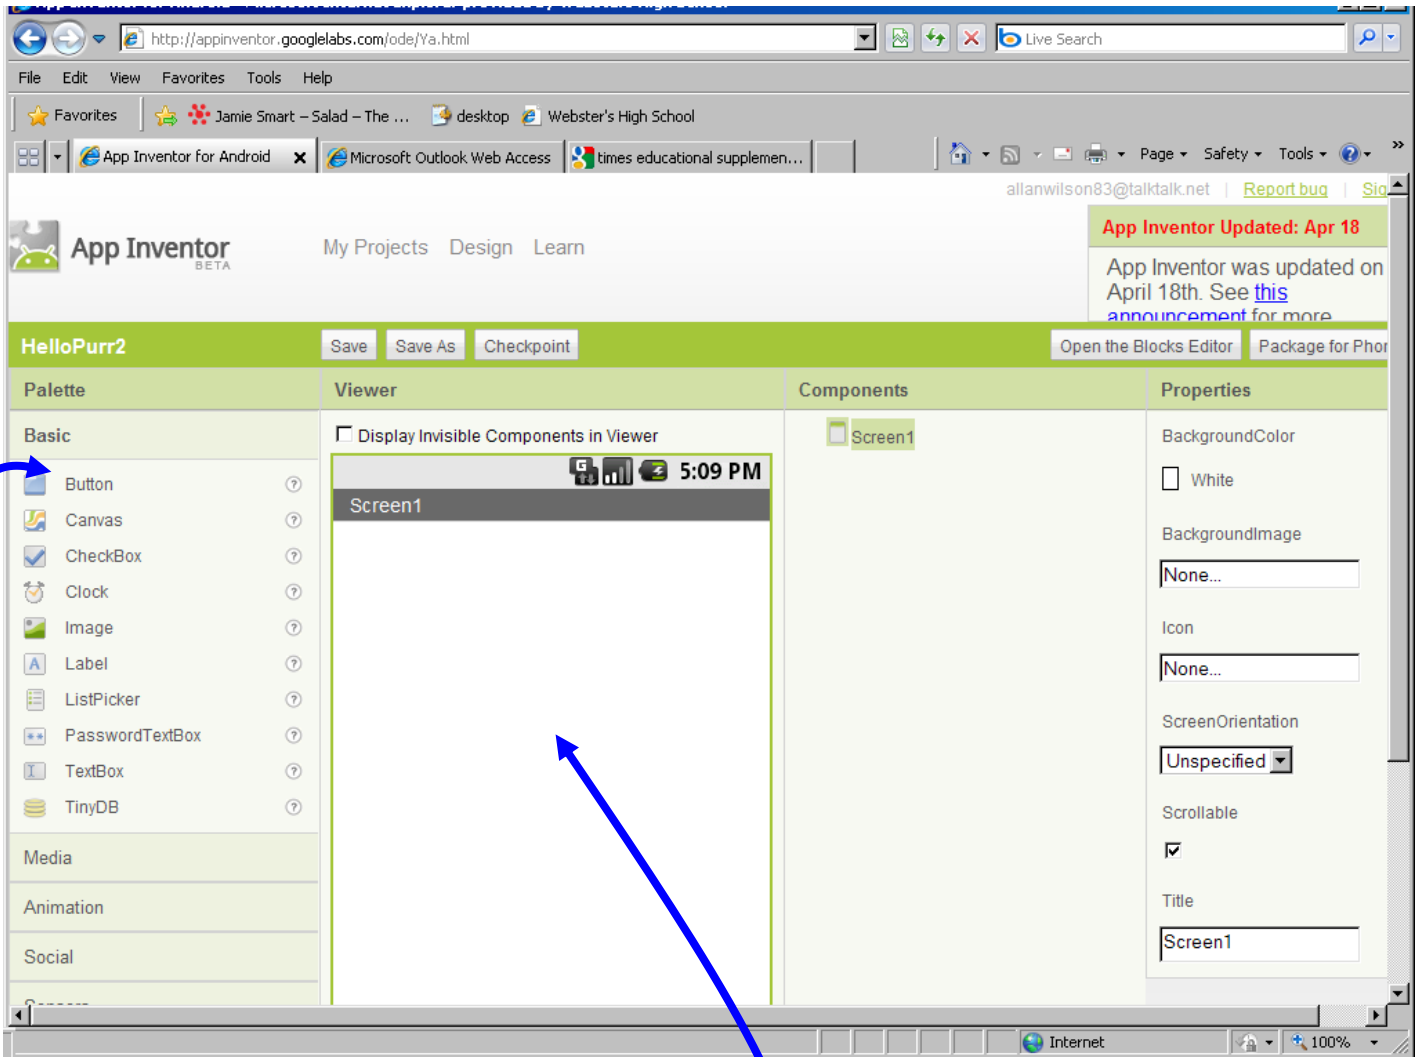 http://appinventor.googlelabs.com/ode/Ya.html
Live Search
File Edit View Favorites Tools Help
Favorites
Jamie Smart – Salad – The ...
desktop
Webster's High School
App Inventor for Android
Microsoft Outlook Web Access
times educational supplemen...
Page
Safety
Tools
»
allanwilson83@talktalk.net | Report bug |
App Inventor
BETA
My Projects Design Learn
App Inventor Updated: Apr 18
App Inventor was updated on
April 18th. See this
announcement for more
HelloPurr2
Save
Save As
Checkpoint
Open the Blocks Editor
Package for
Palette
Viewer
Components
Properties
Basic
Button
Canvas
CheckBox
Clock
Image
Label
ListPicker
PasswordTextBox
TextBox
TinyDB
Media
Animation
Social
Display Invisible Components in Viewer
5:09 PM
Screen1
Screen1
BackgroundColor
White
BackgroundImage
None...
Icon
None...
ScreenOrientation
Unspecified
Scrollable
Title
Screen1
Internet
100%